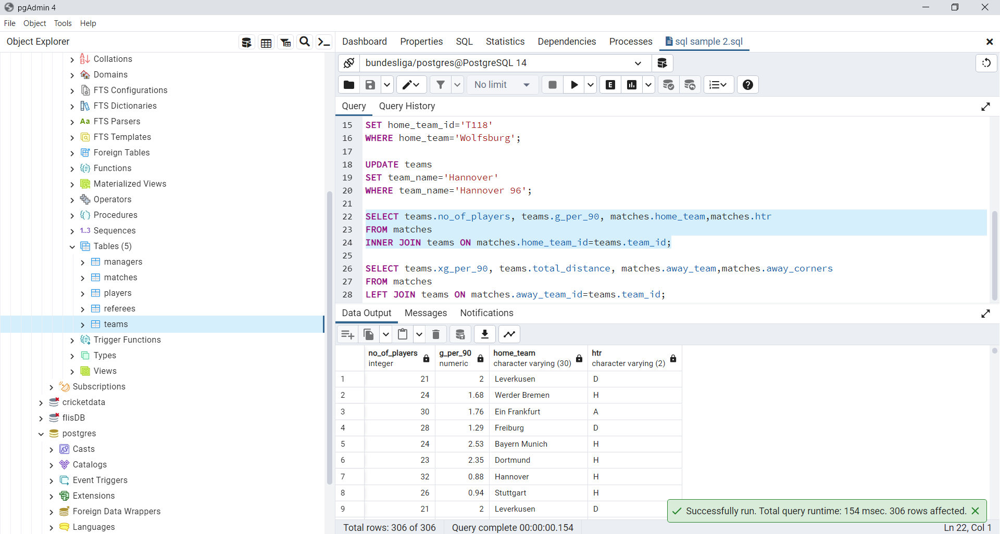 pgAdmin 4
File Object Tools Help
Object Explorer
Collations
Domains
FTS Configurations
FTS Dictionaries
Aa FTS Parsers
FTS Templates
Foreign Tables
Functions
Materialized Views
Operators
Procedures
1..3 Sequences
Tables (5)
managers
matches
players
referees
teams
Trigger Functions
Types
Views
Subscriptions
cricketdata
flisDB
postgres
Casts
Catalogs
Event Triggers
Extensions
Foreign Data Wrappers
Languages
Dashboard Properties SQL Statistics Dependencies Processes sql sample 2.sql
bundesliga/postgres@PostgreSQL 14
No limit
E
Query Query History
15 SET home_team_id='T118'
16 WHERE home_team='Wolfsburg';
17
18 UPDATE teams
19 SET team_name='Hannover'
20 WHERE team_name='Hannover 96';
21
22 SELECT teams.no_of_players, teams.g_per_90, matches.home_team,matches.htr
23 FROM matches
24 INNER JOIN teams ON matches.home_team_id=teams.team_id;
25
26 SELECT teams.xg_per_90, teams.total_distance, matches.away_team,matches.away_corners
27 FROM matches
28 LEFT JOIN teams ON matches.away_team_id=teams.team_id;
Data Output Messages Notifications
no_of_players g_per_90 home_team htr
integer numeric character varying (30) character varying (2)
1 21 2 Leverkusen D
2 24 1.68 Werder Bremen H
3 30 1.76 Ein Frankfurt A
4 28 1.29 Freiburg D
5 24 2.53 Bayern Munich H
6 23 2.35 Dortmund H
7 32 0.88 Hannover H
8 26 0.94 Stuttgart H
9 21 2 Leverkusen D
Successfully run. Total query runtime: 154 msec. 306 rows affected.
Total rows: 306 of 306 Query complete 00:00:00.154 Ln 22, Col 1